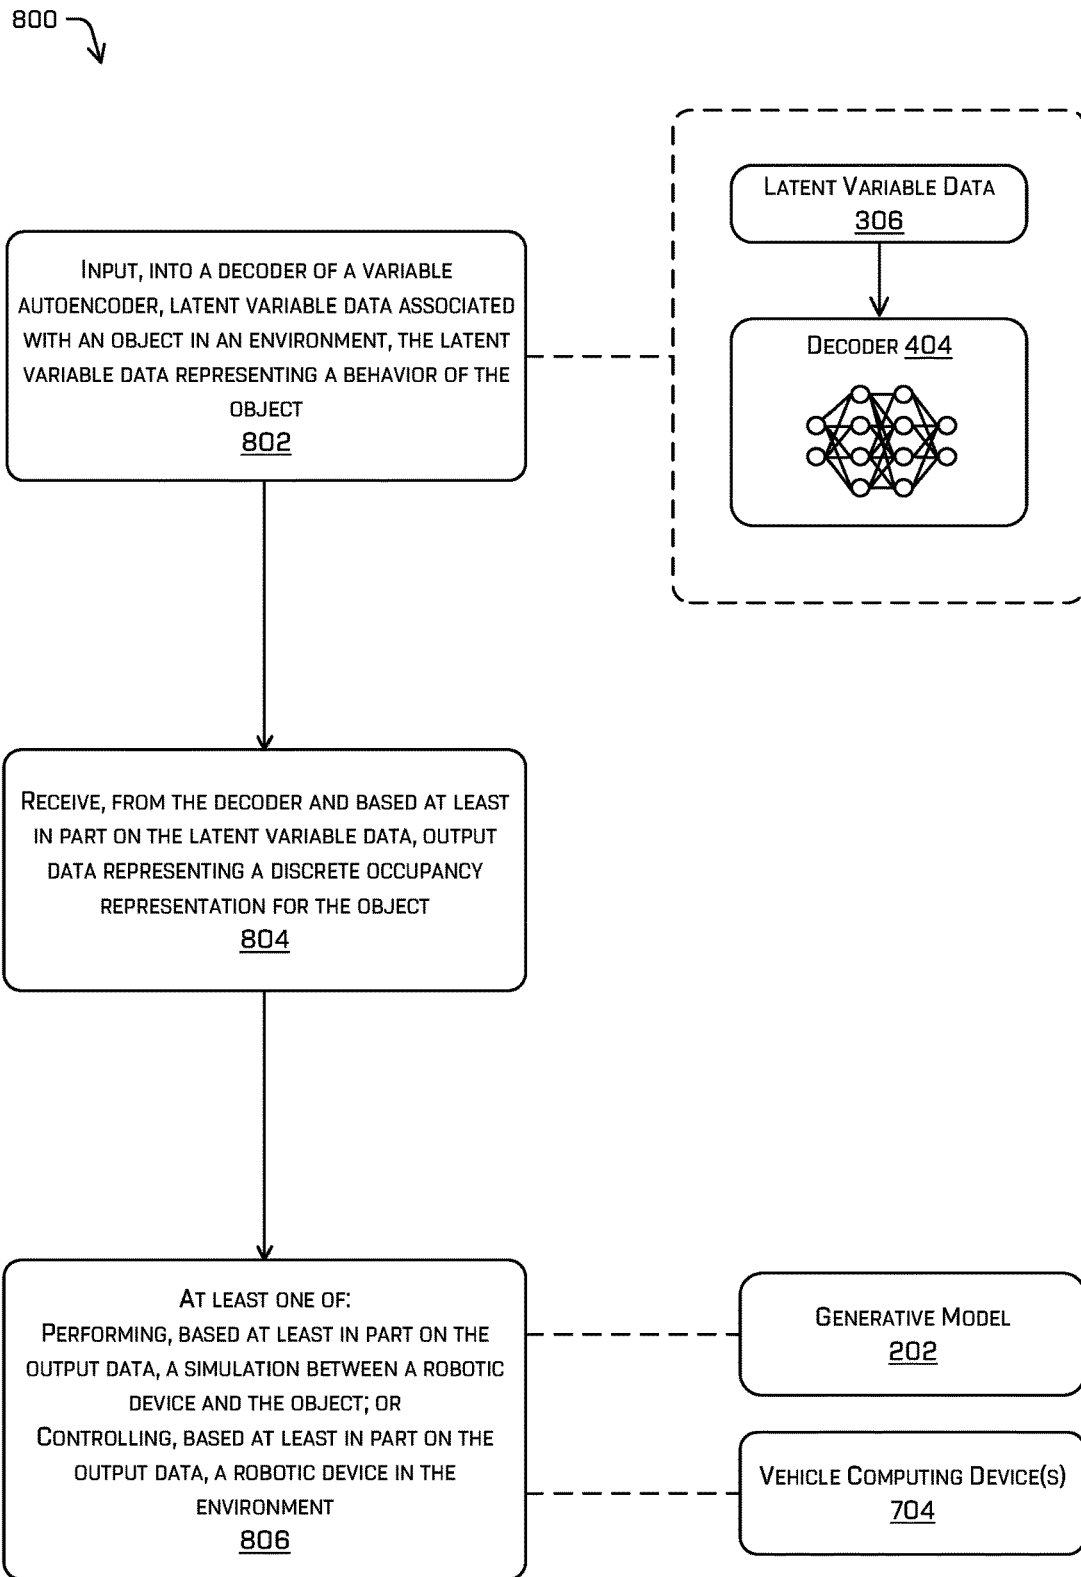 800
LATENT VARIABLE DATA
306
DECODER 404
INPUT, INTO A DECODER OF A VARIABLE
AUTOENCODER, LATENT VARIABLE DATA ASSOCIATED
WITH AN OBJECT IN AN ENVIRONMENT, THE LATENT
VARIABLE DATA REPRESENTING A BEHAVIOR OF THE
OBJECT
802
RECEIVE, FROM THE DECODER AND BASED AT LEAST
IN PART ON THE LATENT VARIABLE DATA, OUTPUT
DATA REPRESENTING A DISCRETE OCCUPANCY
REPRESENTATION FOR THE OBJECT
804
AT LEAST ONE OF:
PERFORMING, BASED AT LEAST IN PART ON THE
OUTPUT DATA, A SIMULATION BETWEEN A ROBOTIC
DEVICE AND THE OBJECT; OR
CONTROLLING, BASED AT LEAST IN PART ON THE
OUTPUT DATA, A ROBOTIC DEVICE IN THE
ENVIRONMENT
806
GENERATIVE MODEL
202
VEHICLE COMPUTING DEVICE(S)
704